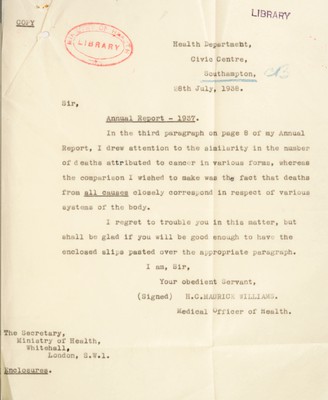 LIBRARY
COPY
MINISTRY OF HEALTH
LIBRARY
Health Department,
Civic Centre,
Southampton,
28th July, 1938.
Sir,
Annual Report - 1937.
In the third paragraph on page 8 of my Annual
Report, I drew attention to the similarity in the number
of deaths attributed to cancer in various forms, whereas
the comparison I wished to make was the fact that deaths
from all causes closely correspond in respect of various
systems of the body.
I regret to trouble you in this matter, but
shall be glad if you will be good enough to have the
enclosed slips pasted over the appropriate paragraph.
I am, Sir,
Your obedient Servant,
(Signed) H.C.MAURICE WILLIAMS.
Medical Officer of Health.
The Secretary,
Ministry of Health,
Whitehall,
London, S.W.1.
Enclosures.